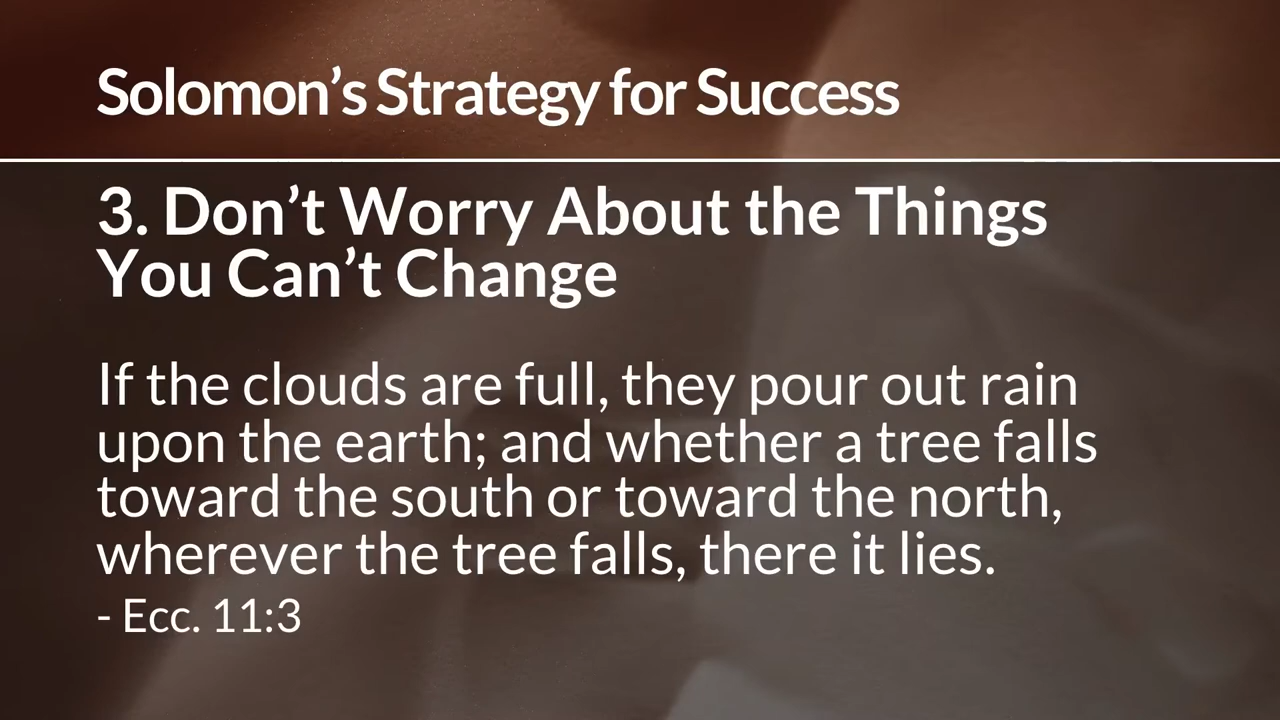 Solomon’s Strategy for Success
3. Don’t Worry About the Things
You Can’t Change
If the clouds are full, they pour out rain
upon the earth; and whether a tree falls
toward the south or toward the north,
wherever the tree falls, there it lies.
- Ecc. 11:3